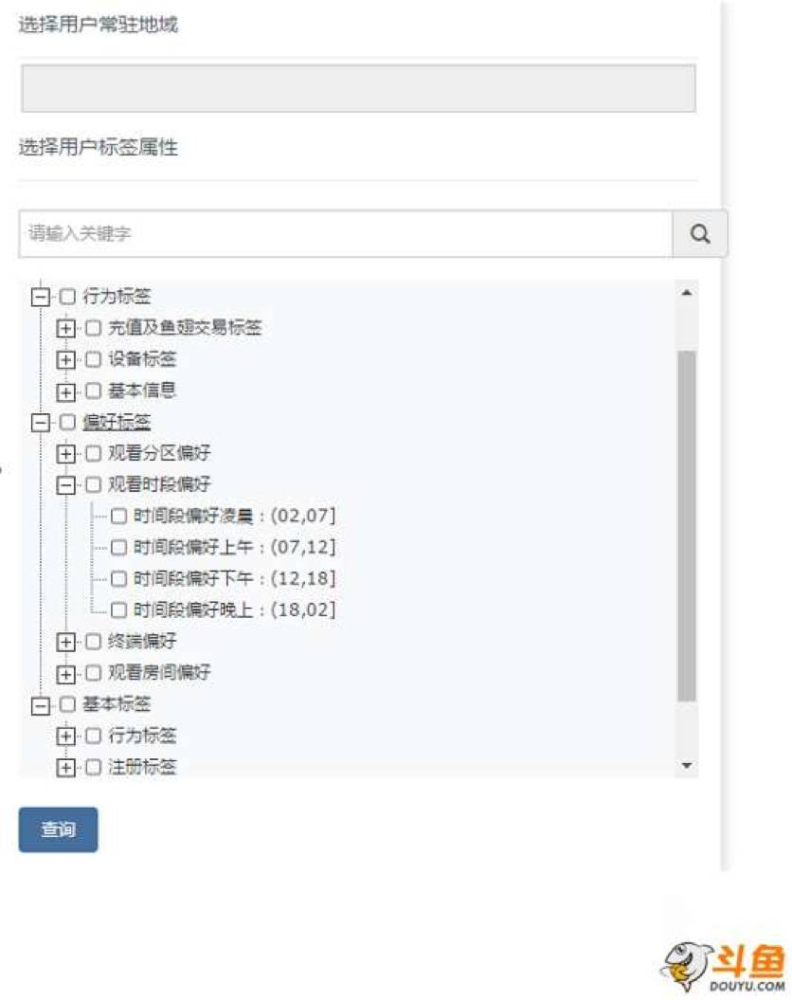 选择用户常驻地域
选择用户标签属性
请输入关键字
行为标签
充值及鱼翅交易标签
设备标签
基本信息
偏好标签
观看分区偏好
观看时段偏好
时间段偏好凌晨：(02,07]
时间段偏好上午：(07,12]
时间段偏好下午：(12,18]
时间段偏好晚上：(18,02]
终端偏好
观看房间偏好
基本标签
行为标签
注册标签
查询
斗鱼
DOUYU.COM